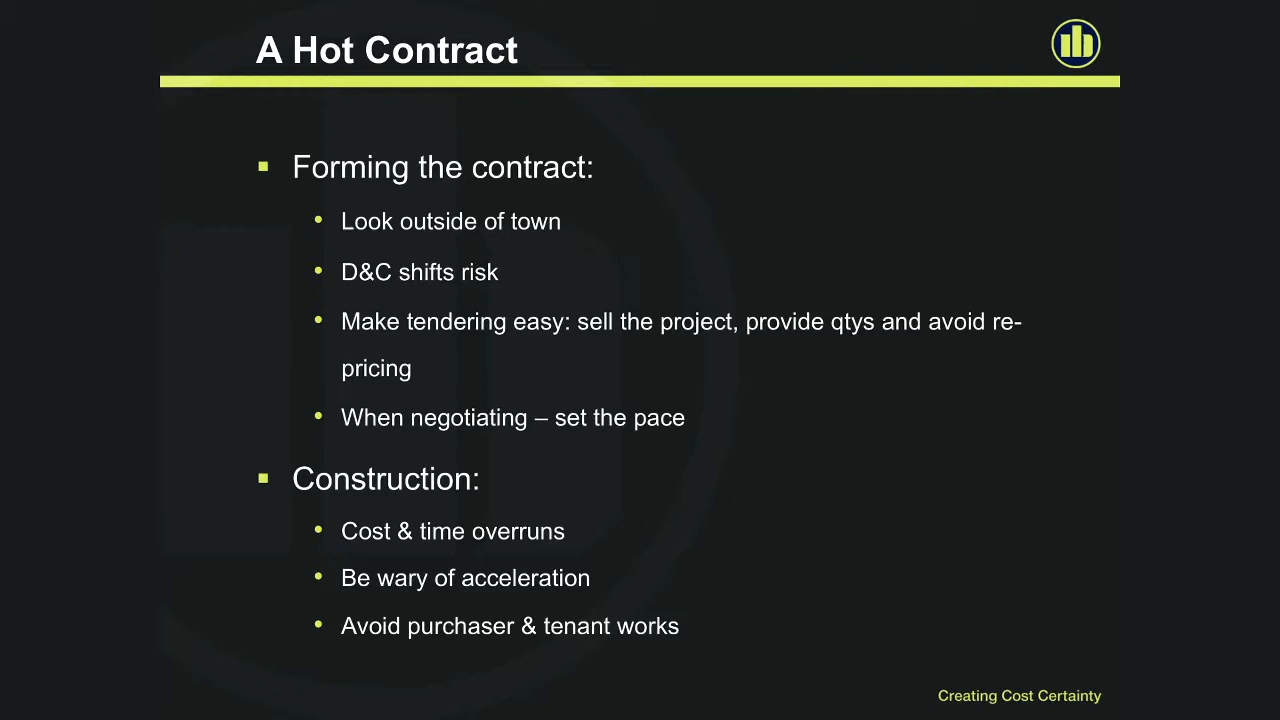 A Hot Contract
Forming the contract:
Look outside of town
D&C shifts risk
Make tendering easy: sell the project, provide qtys and avoid re-
pricing
When negotiating – set the pace
Construction:
Cost & time overruns
Be wary of acceleration
Avoid purchaser & tenant works
Creating Cost Certainty